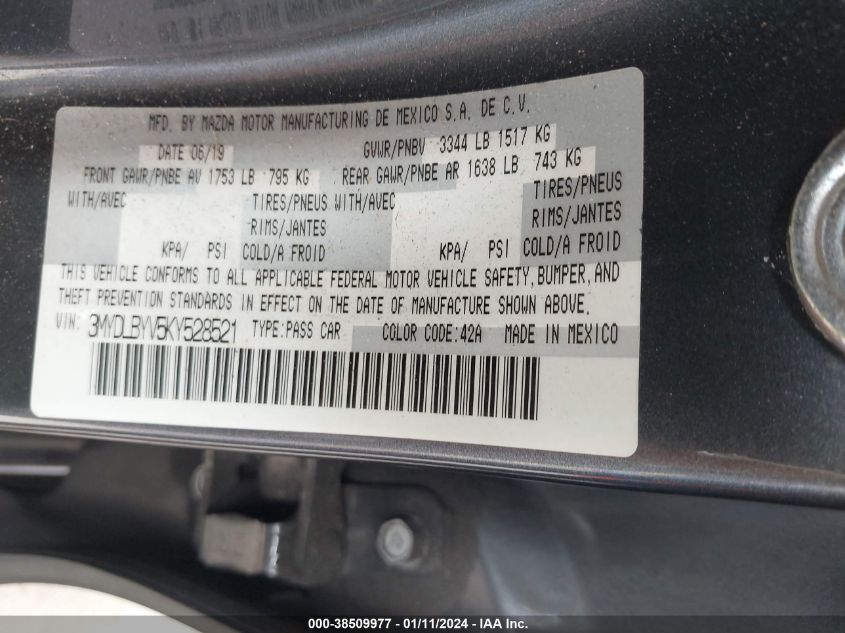 MFD. BY MAZDA MOTOR MANUFACTURING DE MEXICO S.A. DE C.V.
DATE 06/19 GVWR/PNBV 3344 LB 1517 KG
FRONT GAWR/PNBE AV 1753 LB 795 KG REAR GAWR/PNBE AR 1638 LB 743 KG
WITH/AVEC TIRES/PNEUS WITH/AVEC TIRES/PNEUS
RIMS/JANTES RIMS/JANTES
KPA/ PSI COLD/A FROID KPA/ PSI COLD/A FROID
THIS VEHICLE CONFORMS TO ALL APPLICABLE FEDERAL MOTOR VEHICLE SAFETY, BUMPER, AND
THEFT PREVENTION STANDARDS IN EFFECT ON THE DATE OF MANUFACTURE SHOWN ABOVE.
VIN: 3MYDLBYV5KY528521 TYPE:PASS CAR COLOR CODE:42A MADE IN MEXICO
000-38509977 - 01/11/2024 - IAA Inc.